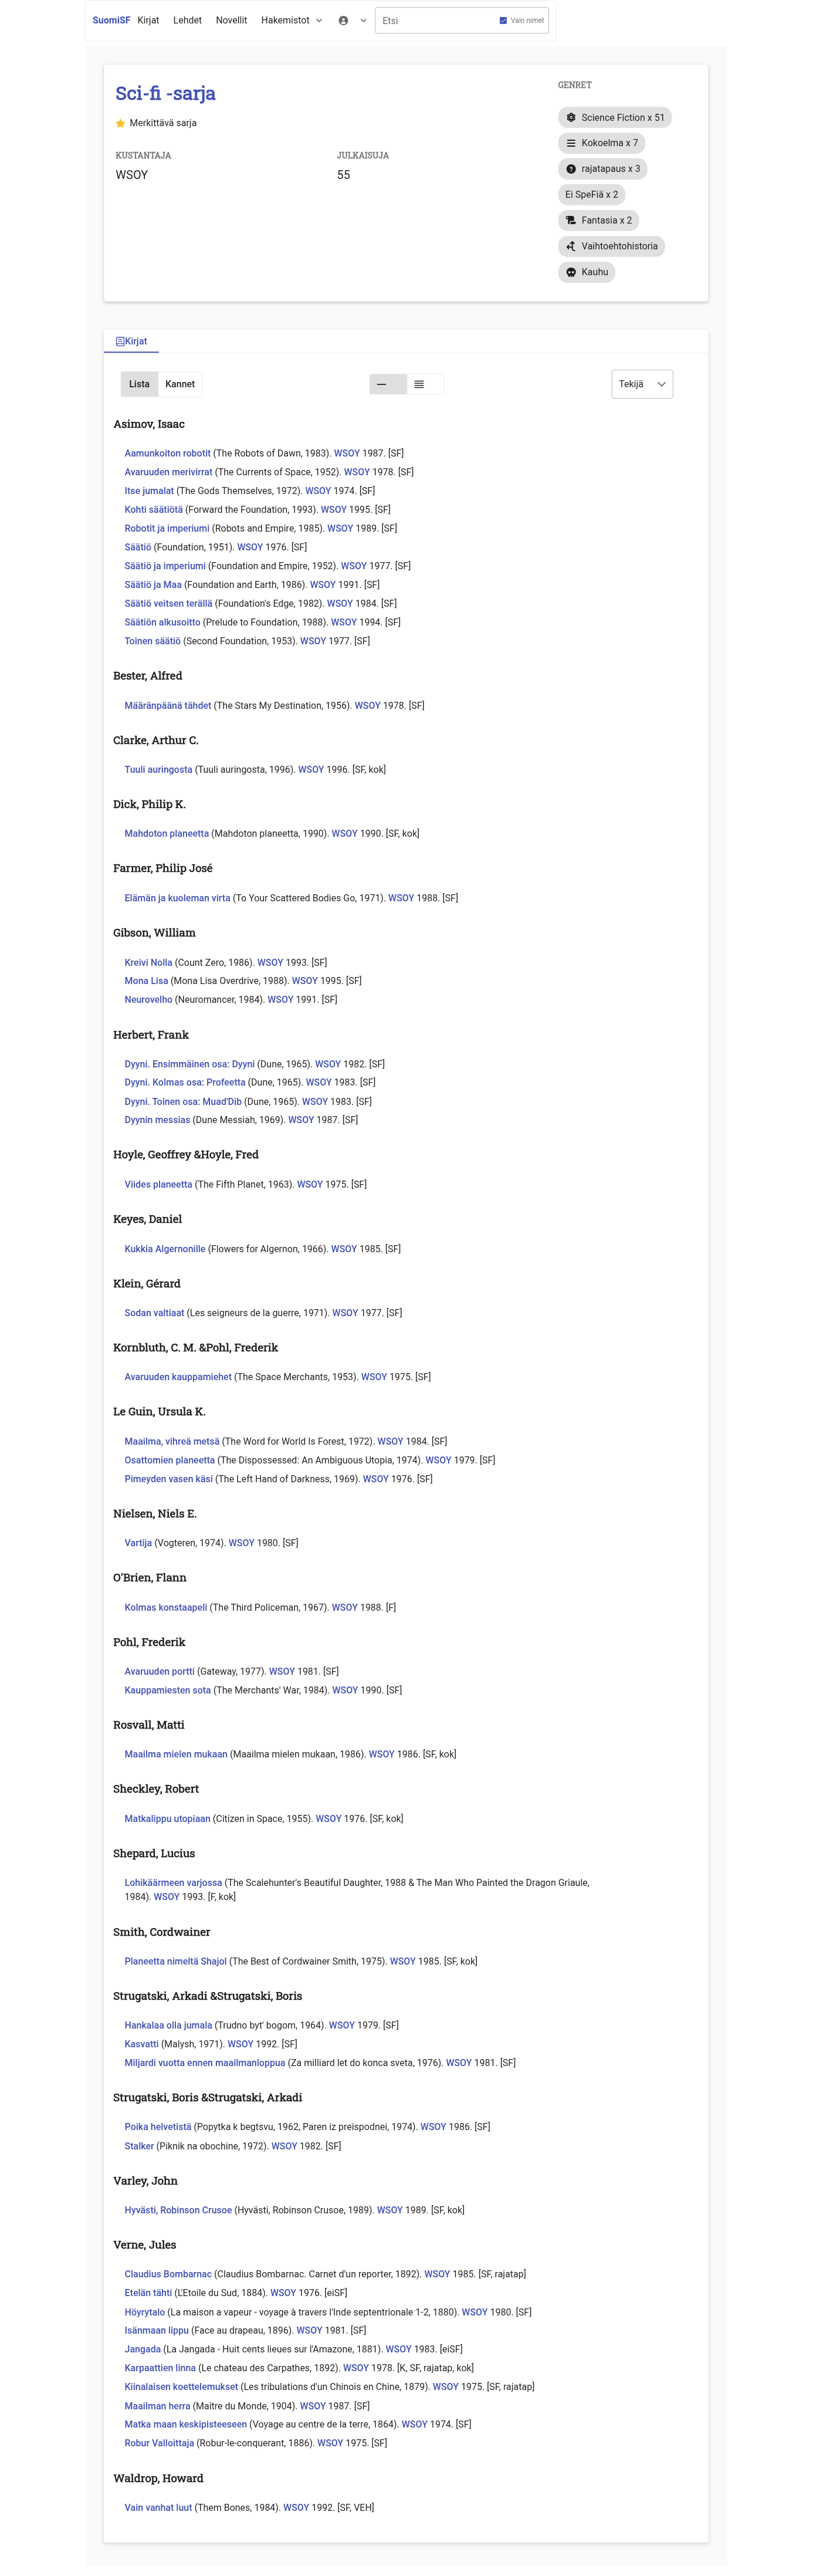 SuomiSF Kirjat Lehdet Novellit Hakemistot Etsi Vain nimet
Sci-fi -sarja
Merkittävä sarja
KUSTANTAJA
WSOY
JULKAISUJA
55
GENRET
Science Fiction x 51
Kokoelma x 7
rajatapaus x 3
Ei SpeFiä x 2
Fantasia x 2
Vaihtoehtohistoria
Kauhu
Kirjat
Lista Kannet Tekijä
Asimov, Isaac
Aamunkoiton robotit (The Robots of Dawn, 1983). WSOY 1987. [SF]
Avaruuden merivirrat (The Currents of Space, 1952). WSOY 1978. [SF]
Itse jumalat (The Gods Themselves, 1972). WSOY 1974. [SF]
Kohti säätiötä (Forward the Foundation, 1993). WSOY 1995. [SF]
Robotit ja imperiumi (Robots and Empire, 1985). WSOY 1989. [SF]
Säätiö (Foundation, 1951). WSOY 1976. [SF]
Säätiö ja imperiumi (Foundation and Empire, 1952). WSOY 1977. [SF]
Säätiö ja Maa (Foundation and Earth, 1986). WSOY 1991. [SF]
Säätiö veitsen terällä (Foundation's Edge, 1982). WSOY 1984. [SF]
Säätiön alkusoitto (Prelude to Foundation, 1988). WSOY 1994. [SF]
Toinen säätiö (Second Foundation, 1953). WSOY 1977. [SF]
Bester, Alfred
Määränpäänä tähdet (The Stars My Destination, 1956). WSOY 1978. [SF]
Clarke, Arthur C.
Tuuli auringosta (Tuuli auringosta, 1996). WSOY 1996. [SF, kok]
Dick, Philip K.
Mahdoton planeetta (Mahdoton planeetta, 1990). WSOY 1990. [SF, kok]
Farmer, Philip José
Elämän ja kuoleman virta (To Your Scattered Bodies Go, 1971). WSOY 1988. [SF]
Gibson, William
Kreivi Nolla (Count Zero, 1986). WSOY 1993. [SF]
Mona Lisa (Mona Lisa Overdrive, 1988). WSOY 1995. [SF]
Neurovelho (Neuromancer, 1984). WSOY 1991. [SF]
Herbert, Frank
Dyyni. Ensimmäinen osa: Dyyni (Dune, 1965). WSOY 1982. [SF]
Dyyni. Kolmas osa: Profeetta (Dune, 1965). WSOY 1983. [SF]
Dyyni. Toinen osa: Muad'Dib (Dune, 1965). WSOY 1983. [SF]
Dyynin messias (Dune Messiah, 1969). WSOY 1987. [SF]
Hoyle, Geoffrey &Hoyle, Fred
Viides planeetta (The Fifth Planet, 1963). WSOY 1975. [SF]
Keyes, Daniel
Kukkia Algernonille (Flowers for Algernon, 1966). WSOY 1985. [SF]
Klein, Gérard
Sodan valtiaat (Les seigneurs de la guerre, 1971). WSOY 1977. [SF]
Kornbluth, C. M. &Pohl, Frederik
Avaruuden kauppamiehet (The Space Merchants, 1953). WSOY 1975. [SF]
Le Guin, Ursula K.
Maailma, vihreä metsä (The Word for World Is Forest, 1972). WSOY 1984. [SF]
Osattomien planeetta (The Dispossessed: An Ambiguous Utopia, 1974). WSOY 1979. [SF]
Pimeyden vasen käsi (The Left Hand of Darkness, 1969). WSOY 1976. [SF]
Nielsen, Niels E.
Vartija (Vogteren, 1974). WSOY 1980. [SF]
O'Brien, Flann
Kolmas konstaapeli (The Third Policeman, 1967). WSOY 1988. [F]
Pohl, Frederik
Avaruuden portti (Gateway, 1977). WSOY 1981. [SF]
Kauppamiesten sota (The Merchants' War, 1984). WSOY 1990. [SF]
Rosvall, Matti
Maailma mielen mukaan (Maailma mielen mukaan, 1986). WSOY 1986. [SF, kok]
Sheckley, Robert
Matkalippu utopiaan (Citizen in Space, 1955). WSOY 1976. [SF, kok]
Shepard, Lucius
Lohikäärmeen varjossa (The Scalehunter's Beautiful Daughter, 1988 & The Man Who Painted the Dragon Griaule,
1984). WSOY 1993. [F, kok]
Smith, Cordwainer
Planeetta nimeltä Shajol (The Best of Cordwainer Smith, 1975). WSOY 1985. [SF, kok]
Strugatski, Arkadi &Strugatski, Boris
Hankalaa olla jumala (Trudno byt' bogom, 1964). WSOY 1979. [SF]
Kasvatti (Malysh, 1971). WSOY 1992. [SF]
Miljardi vuotta ennen maailmanloppua (Za milliard let do konca sveta, 1976). WSOY 1981. [SF]
Strugatski, Boris &Strugatski, Arkadi
Poika helvetistä (Popytka k begtsvu, 1962, Paren iz preispodnei, 1974). WSOY 1986. [SF]
Stalker (Piknik na obochine, 1972). WSOY 1982. [SF]
Varley, John
Hyvästi, Robinson Crusoe (Hyvästi, Robinson Crusoe, 1989). WSOY 1989. [SF, kok]
Verne, Jules
Claudius Bombarnac (Claudius Bombarnac. Carnet d'un reporter, 1892). WSOY 1985. [SF, rajatap]
Etelän tähti (L'Etoile du Sud, 1884). WSOY 1976. [eiSF]
Höyrytalo (La maison a vapeur - voyage à travers l'Inde septentrionale 1-2, 1880). WSOY 1980. [SF]
Isänmaan lippu (Face au drapeau, 1896). WSOY 1981. [SF]
Jangada (La Jangada - Huit cents lieues sur l'Amazone, 1881). WSOY 1983. [eiSF]
Karpaattien linna (Le chateau des Carpathes, 1892). WSOY 1978. [K, SF, rajatap, kok]
Kiinalaisen koettelemukset (Les tribulations d'un Chinois en Chine, 1879). WSOY 1975. [SF, rajatap]
Maailman herra (Maître du Monde, 1904). WSOY 1987. [SF]
Matka maan keskipisteeseen (Voyage au centre de la terre, 1864). WSOY 1974. [SF]
Robur Valloittaja (Robur-le-conquerant, 1886). WSOY 1975. [SF]
Waldrop, Howard
Vain vanhat luut (Them Bones, 1984). WSOY 1992. [SF, VEH]